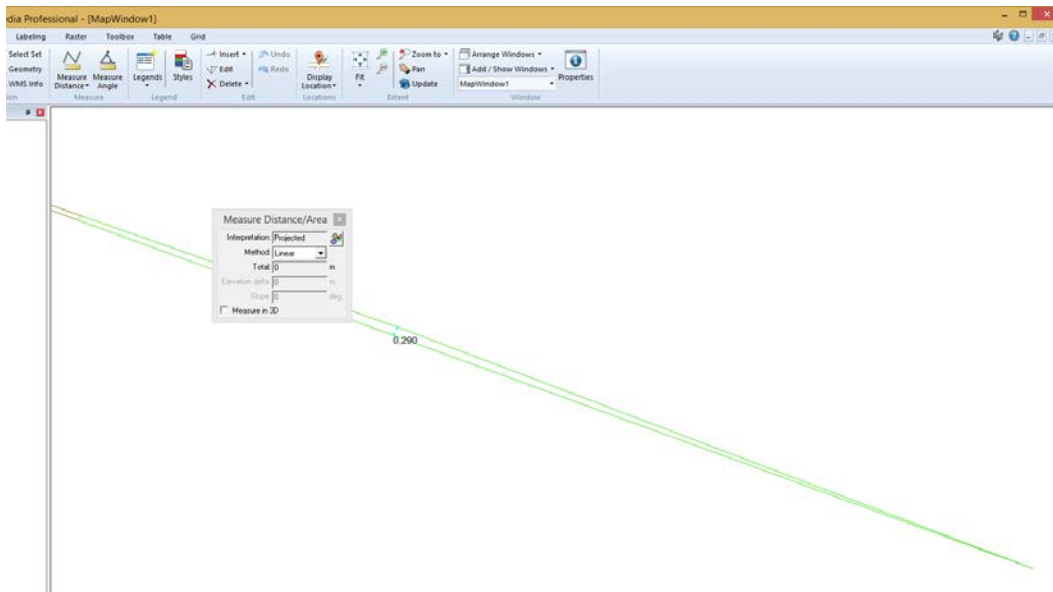 dia Professional - [MapWindow1]
Labeling Raster Toolbox Table Grid
Select Set
Geometry
WMS Info
Measure Distance
Measure Angle
Measure
Legends
Styles
Legend
Insert
Edit
Delete
Undo
Redo
Edit
Display Location
Locations
Fit
Zoom to
Pan
Update
Extent
Arrange Windows
Add / Show Windows
MapWindow1
Properties
Window
Measure Distance/Area
Interpretation: Projected
Method: Linear
Total: 0 m
Elevation delta: 0 m
Slope: 0 deg
Measure in 3D
0,290